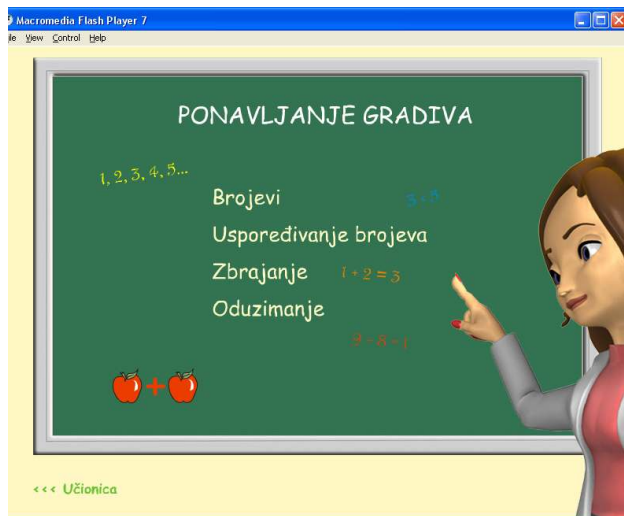 Macromedia Flash Player 7
View Control Help
PONAVLJANJE GRADIVA
1, 2, 3, 4, 5...
Brojevi
Uspoređivanje brojeva
Zbrajanje 1 + 2 = 3
Oduzimanje
+
<<< Učionica